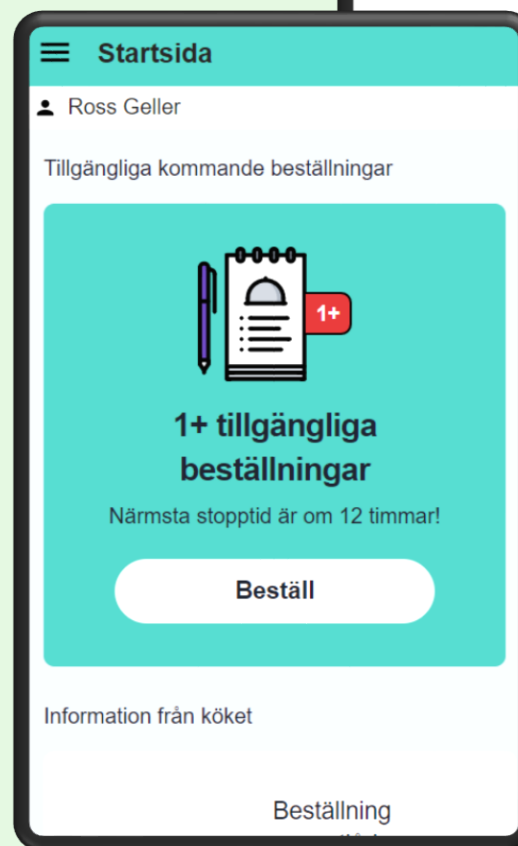 Startsida
Ross Geller
Tillgängliga kommande beställningar
1+
1+ tillgängliga
beställningar
Närmsta stopptid är om 12 timmar!
Beställ
Information från köket
Beställning